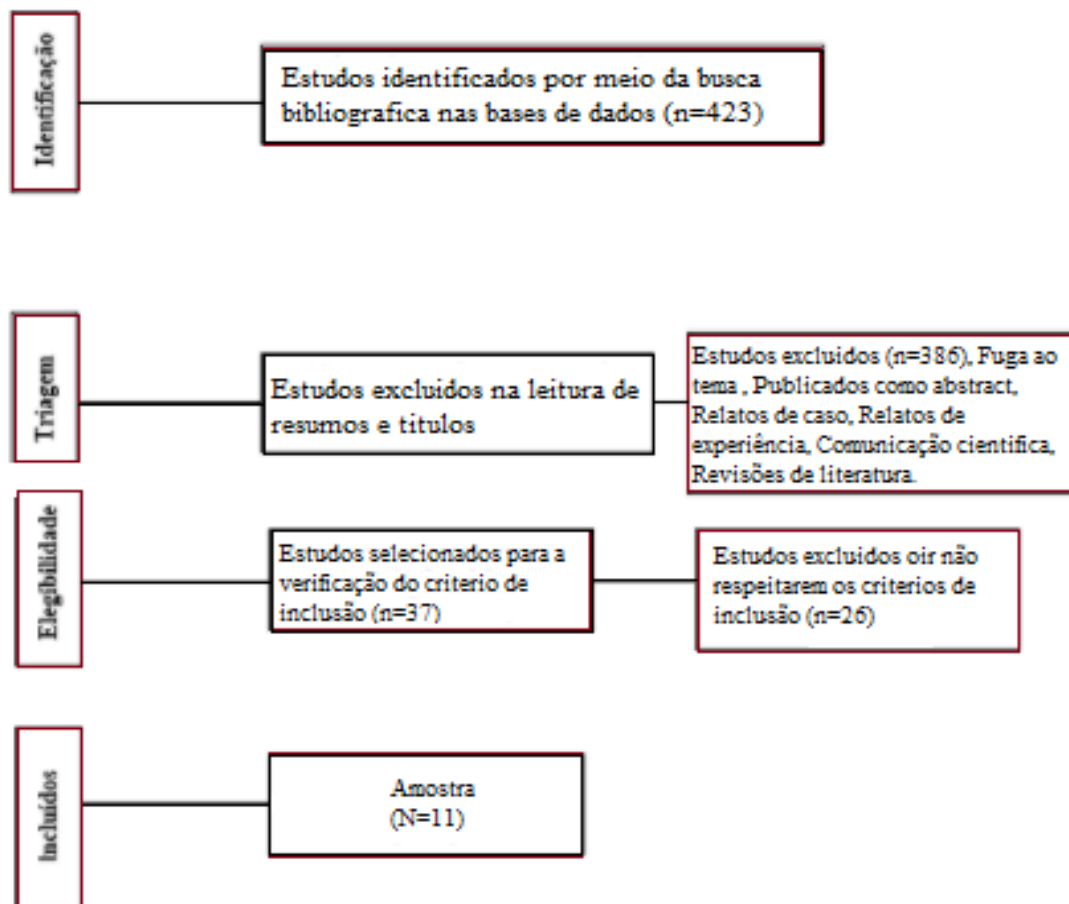 Identificação
Estudos identificados por meio da busca
bibliografica nas bases de dados (n=423)
Triagem
Estudos excluidos na leitura de
resumos e titulos
Estudos excluidos (n=386), Fuga ao
tema , Publicados como abstract,
Relatos de caso, Relatos de
experiência, Comunicação cientifica,
Revisões de literatura.
Elegibilidade
Estudos selecionados para a
verificação do criterio de
inclusão (n=37)
Estudos excluidos oir não
respeitarem os criterios de
inclusão (n=26)
Incluídos
Amostra
(N=11)